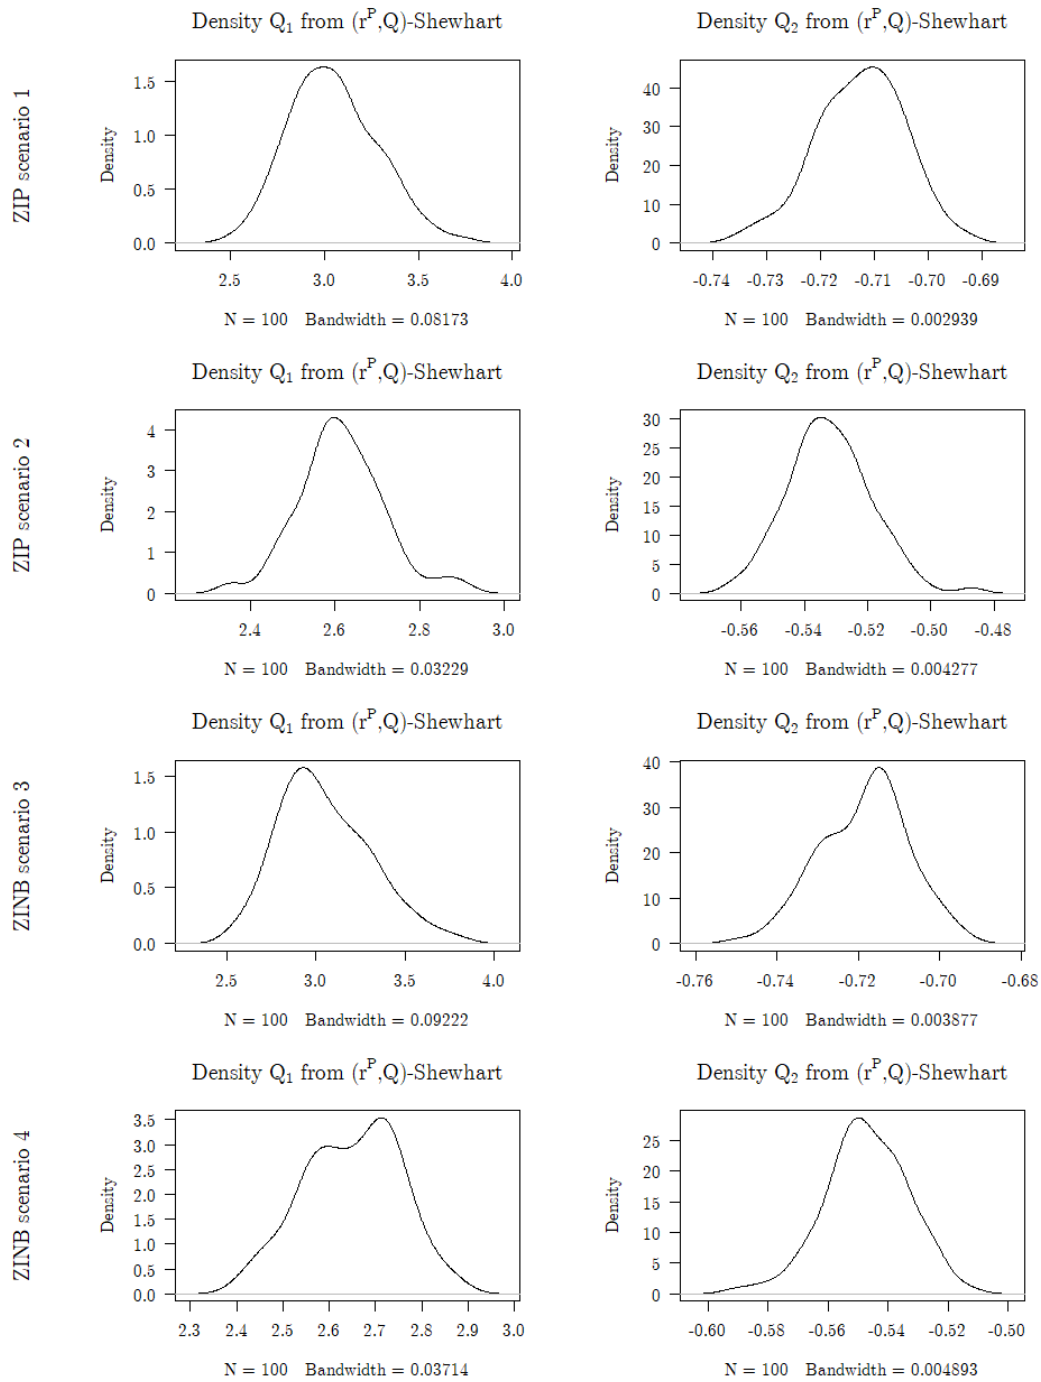 Density Q₁ from (rᴾ,Q)-Shewhart
Density Q₂ from (rᴾ,Q)-Shewhart
ZIP scenario 1
Density
1.5
1.0
0.5
0.0
2.5 3.0 3.5 4.0
N = 100 Bandwidth = 0.08173
Density
40
30
20
10
0
-0.74 -0.73 -0.72 -0.71 -0.70 -0.69
N = 100 Bandwidth = 0.002939
Density Q₁ from (rᴾ,Q)-Shewhart
Density Q₂ from (rᴾ,Q)-Shewhart
ZIP scenario 2
Density
4
3
2
1
0
2.4 2.6 2.8 3.0
N = 100 Bandwidth = 0.03229
Density
30
25
20
15
10
5
0
-0.56 -0.54 -0.52 -0.50 -0.48
N = 100 Bandwidth = 0.004277
Density Q₁ from (rᴾ,Q)-Shewhart
Density Q₂ from (rᴾ,Q)-Shewhart
ZINB scenario 3
Density
1.5
1.0
0.5
0.0
2.5 3.0 3.5 4.0
N = 100 Bandwidth = 0.09222
Density
40
30
20
10
0
-0.76 -0.74 -0.72 -0.70 -0.68
N = 100 Bandwidth = 0.003877
Density Q₁ from (rᴾ,Q)-Shewhart
Density Q₂ from (rᴾ,Q)-Shewhart
ZINB scenario 4
Density
3.5
3.0
2.5
2.0
1.5
1.0
0.5
0.0
2.3 2.4 2.5 2.6 2.7 2.8 2.9 3.0
N = 100 Bandwidth = 0.03714
Density
25
20
15
10
5
0
-0.60 -0.58 -0.56 -0.54 -0.52 -0.50
N = 100 Bandwidth = 0.004893